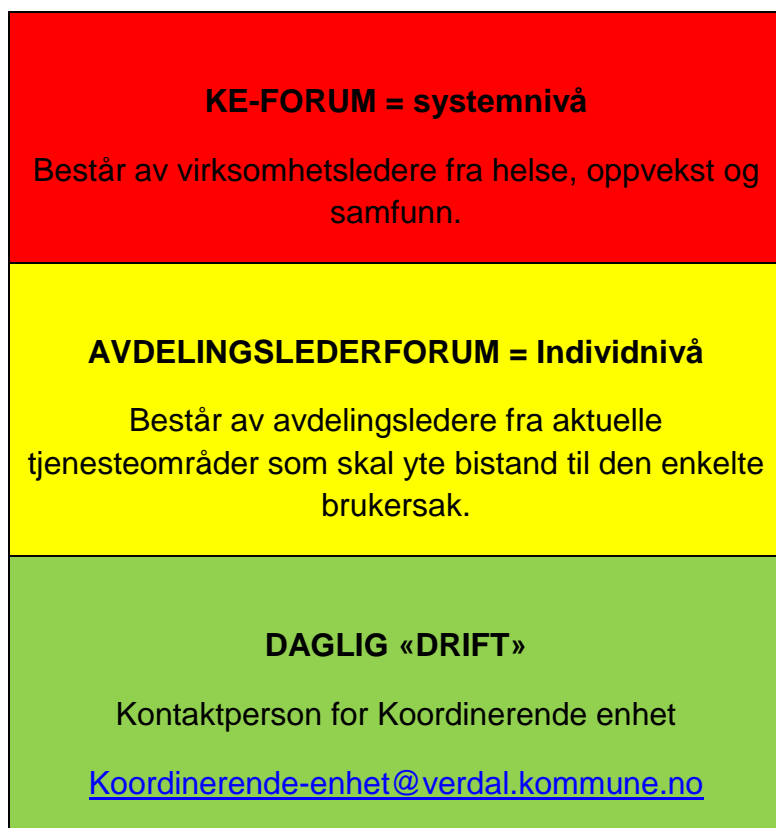 KE-FORUM = systemnivå
Består av virksomhetsledere fra helse, oppvekst og
samfunn.
AVDELINGSLEDERFORUM = Individnivå
Består av avdelingsledere fra aktuelle
tjenesteområder som skal yte bistand til den enkelte
brukersak.
DAGLIG «DRIFT»
Kontaktperson for Koordinerende enhet
Koordinerende-enhet@verdal.kommune.no